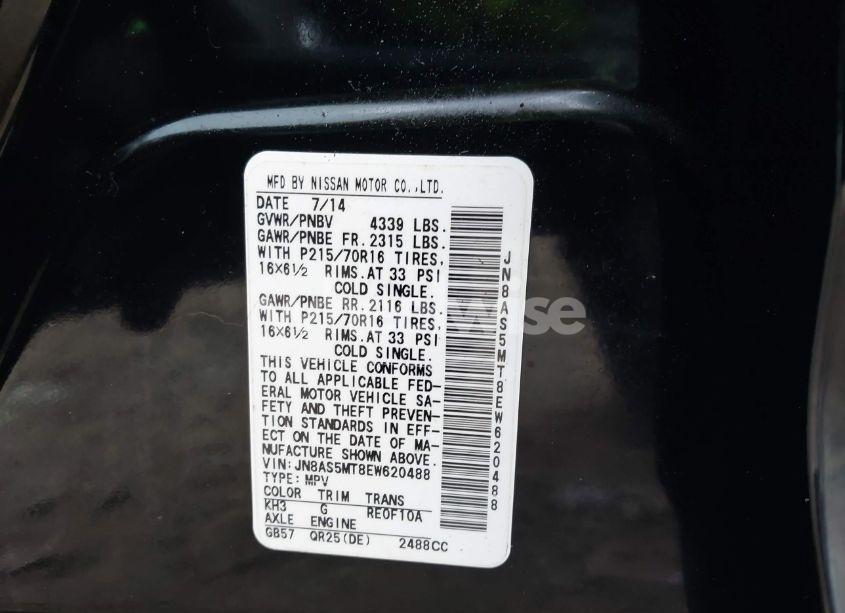 MFD BY NISSAN MOTOR CO.,LTD.
DATE 7/14
GVWR/PNBV 4339 LBS.
GAWR/PNBE FR.2315 LBS.
WITH P215/70R16 TIRES,
16X6½ RIMS.AT 33 PSI
COLD SINGLE.
GAWR/PNBE RR.2116 LBS.
WITH P215/70R16 TIRES,
16X6½ RIMS.AT 33 PSI
COLD SINGLE.
THIS VEHICLE CONFORMS
TO ALL APPLICABLE FED-
ERAL MOTOR VEHICLE SA-
FETY AND THEFT PREVEN-
TION STANDARDS IN EFF-
ECT ON THE DATE OF MA-
NUFACTURE SHOWN ABOVE.
VIN:JN8AS5MT8EW620488
TYPE:MPV
COLOR TRIM TRANS
KH3 G RE0F10A
AXLE ENGINE
GB57 QR25(DE) 2488CC
JN8AS5MT8EW620488